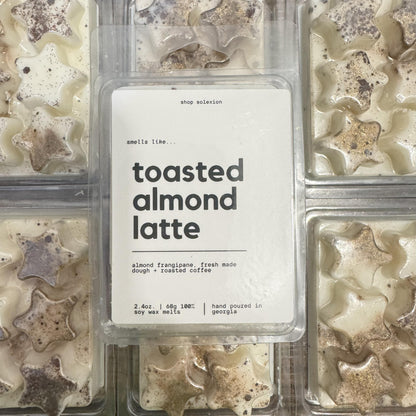 shop solexion
smells like...
toasted
almond
latte
almond frangipane, fresh made
dough + roasted coffee
2.4oz. | 68g 100%
soy wax melts
hand poured in
georgia